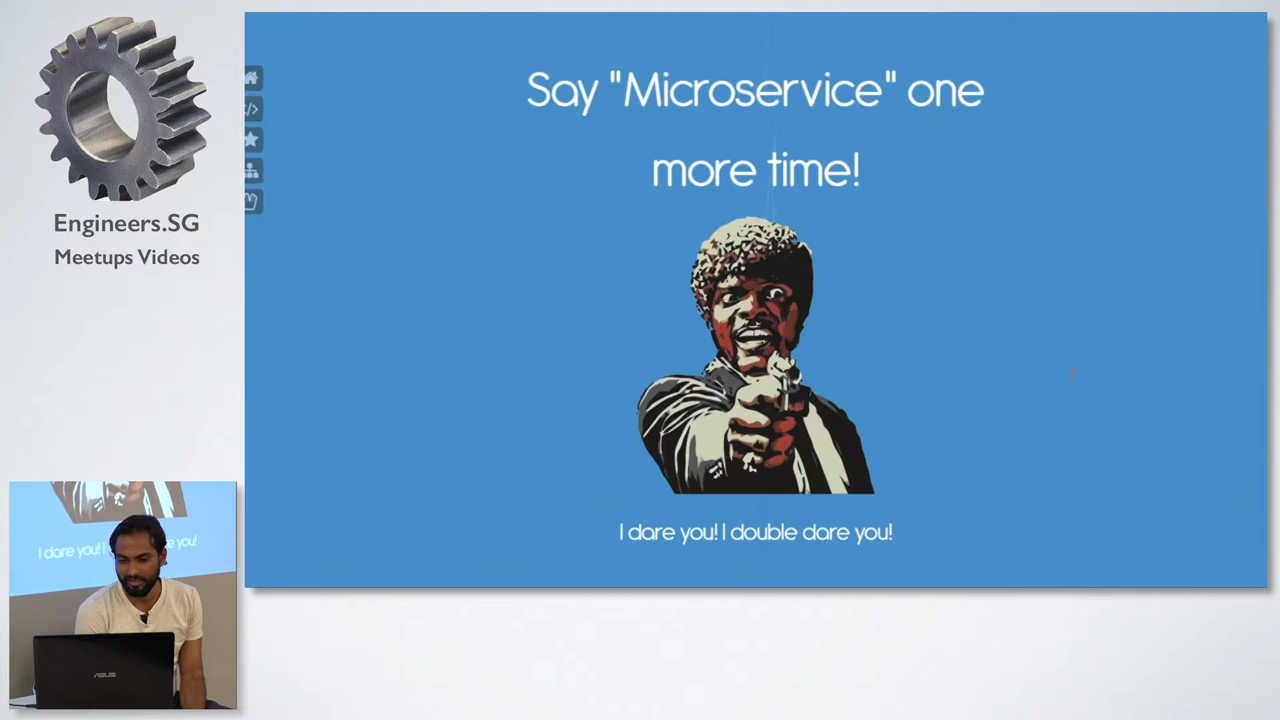 Engineers.SG
Meetups Videos
Say "Microservice" one
more time!
I dare you! I double dare you!
I dare you! I
e you!
ASUS